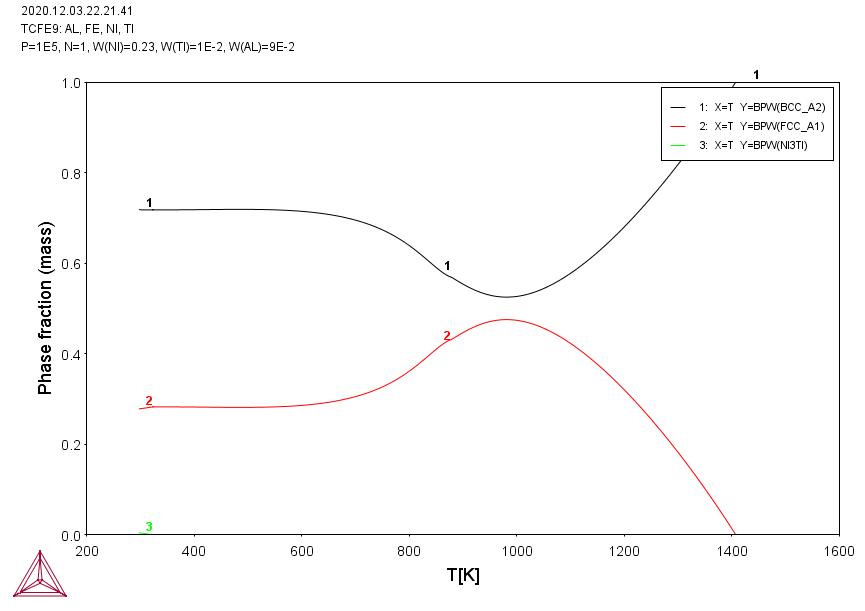 2020.12.03.22.21.41
TCFE9: AL, FE, NI, TI
P=1E5, N=1, W(NI)=0.23, W(TI)=1E-2, W(AL)=9E-2
1
1: X=T Y=BPW(BCC_A2)
2: X=T Y=BPW(FCC_A1)
3: X=T Y=BPW(NI3TI)
1.0
0.8
0.6
0.4
0.2
0.0
Phase fraction (mass)
1
1
2
2
3
200 400 600 800 1000 1200 1400 1600
T[K]